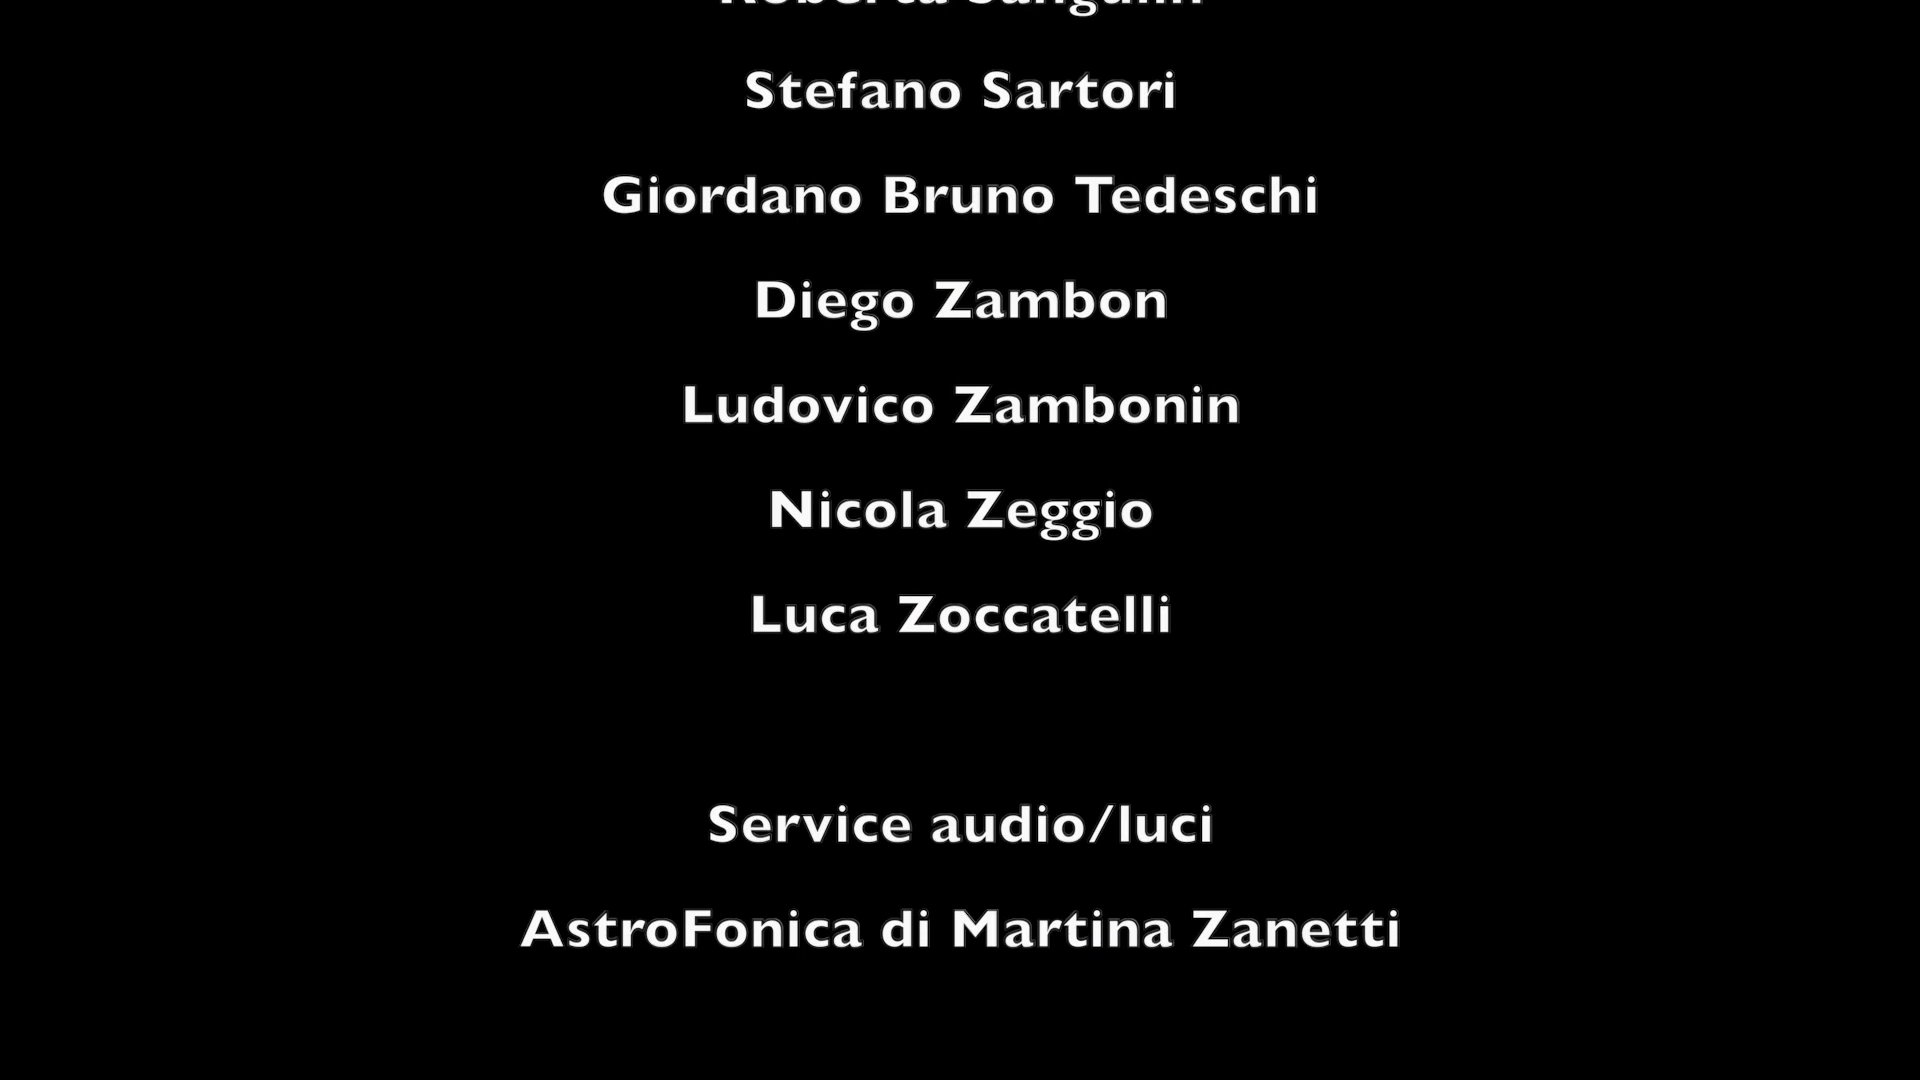 Stefano Sartori
Giordano Bruno Tedeschi
Diego Zambon
Ludovico Zambonin
Nicola Zeggio
Luca Zoccatelli
Service audio/luci
AstroFonica di Martina Zanetti